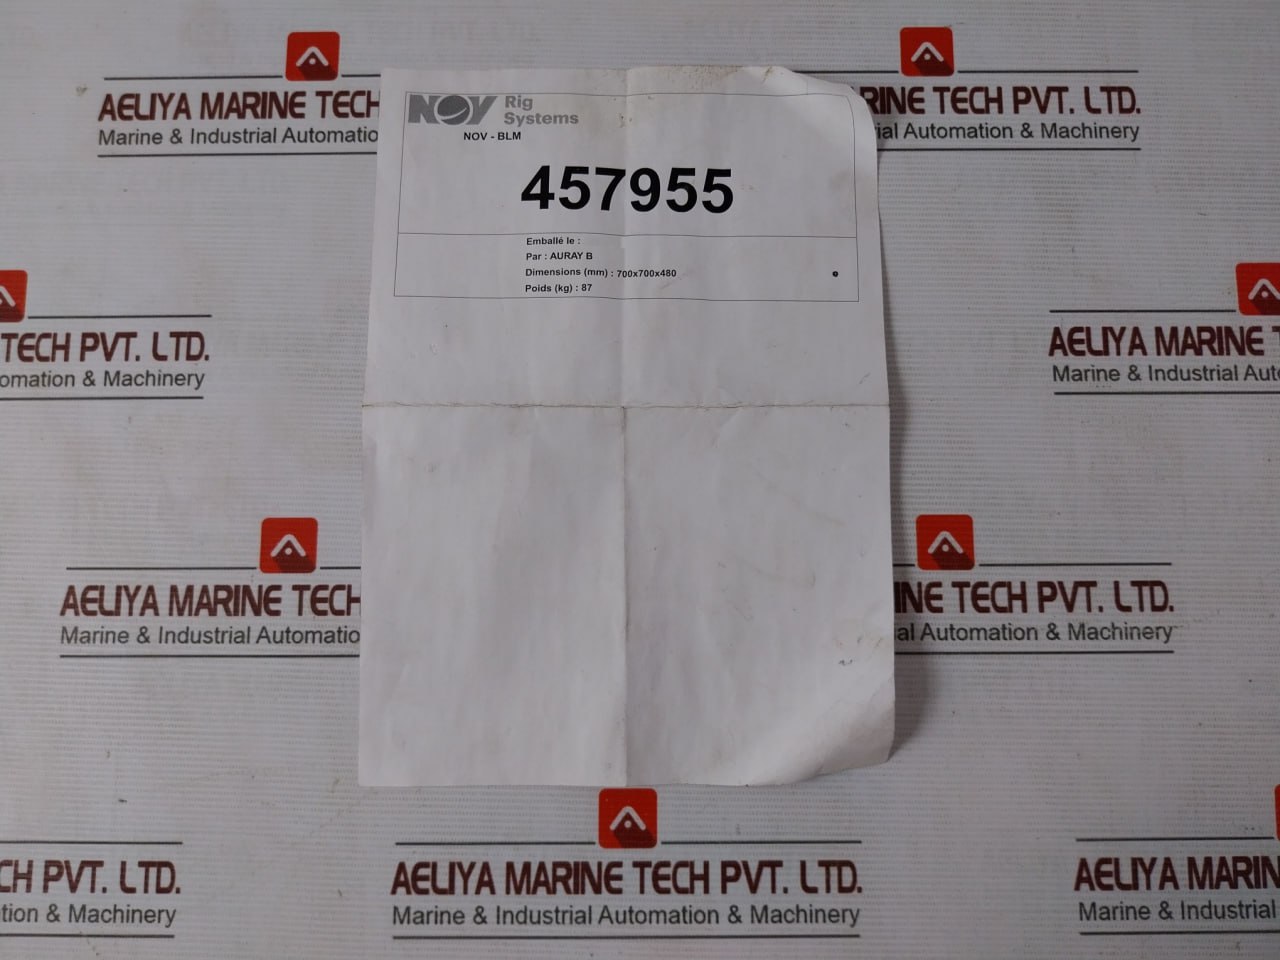 AELIYA MARINE TECH
Marine & Industrial Automation
RINE TECH PVT. LTD.
ial Automation & Machinery
NOV Rig
Systems
NOV - BLM
457955
Emballé le :
Par : AURAY B
Dimensions (mm) : 700x700x480
Poids (kg) : 87
TECH PVT. LTD.
omation & Machinery
AELIYA MARINE T
Marine & Industrial Auto
AELIYA MARINE TECH
Marine & Industrial Automatio
INE TECH PVT. LTD.
al Automation & Machinery
CH PVT. LTD.
tion & Machinery
AELIYA MARINE TECH PVT. LTD.
Marine & Industrial Automation & Machinery
AELIYA MARIN
Marine & Industrial